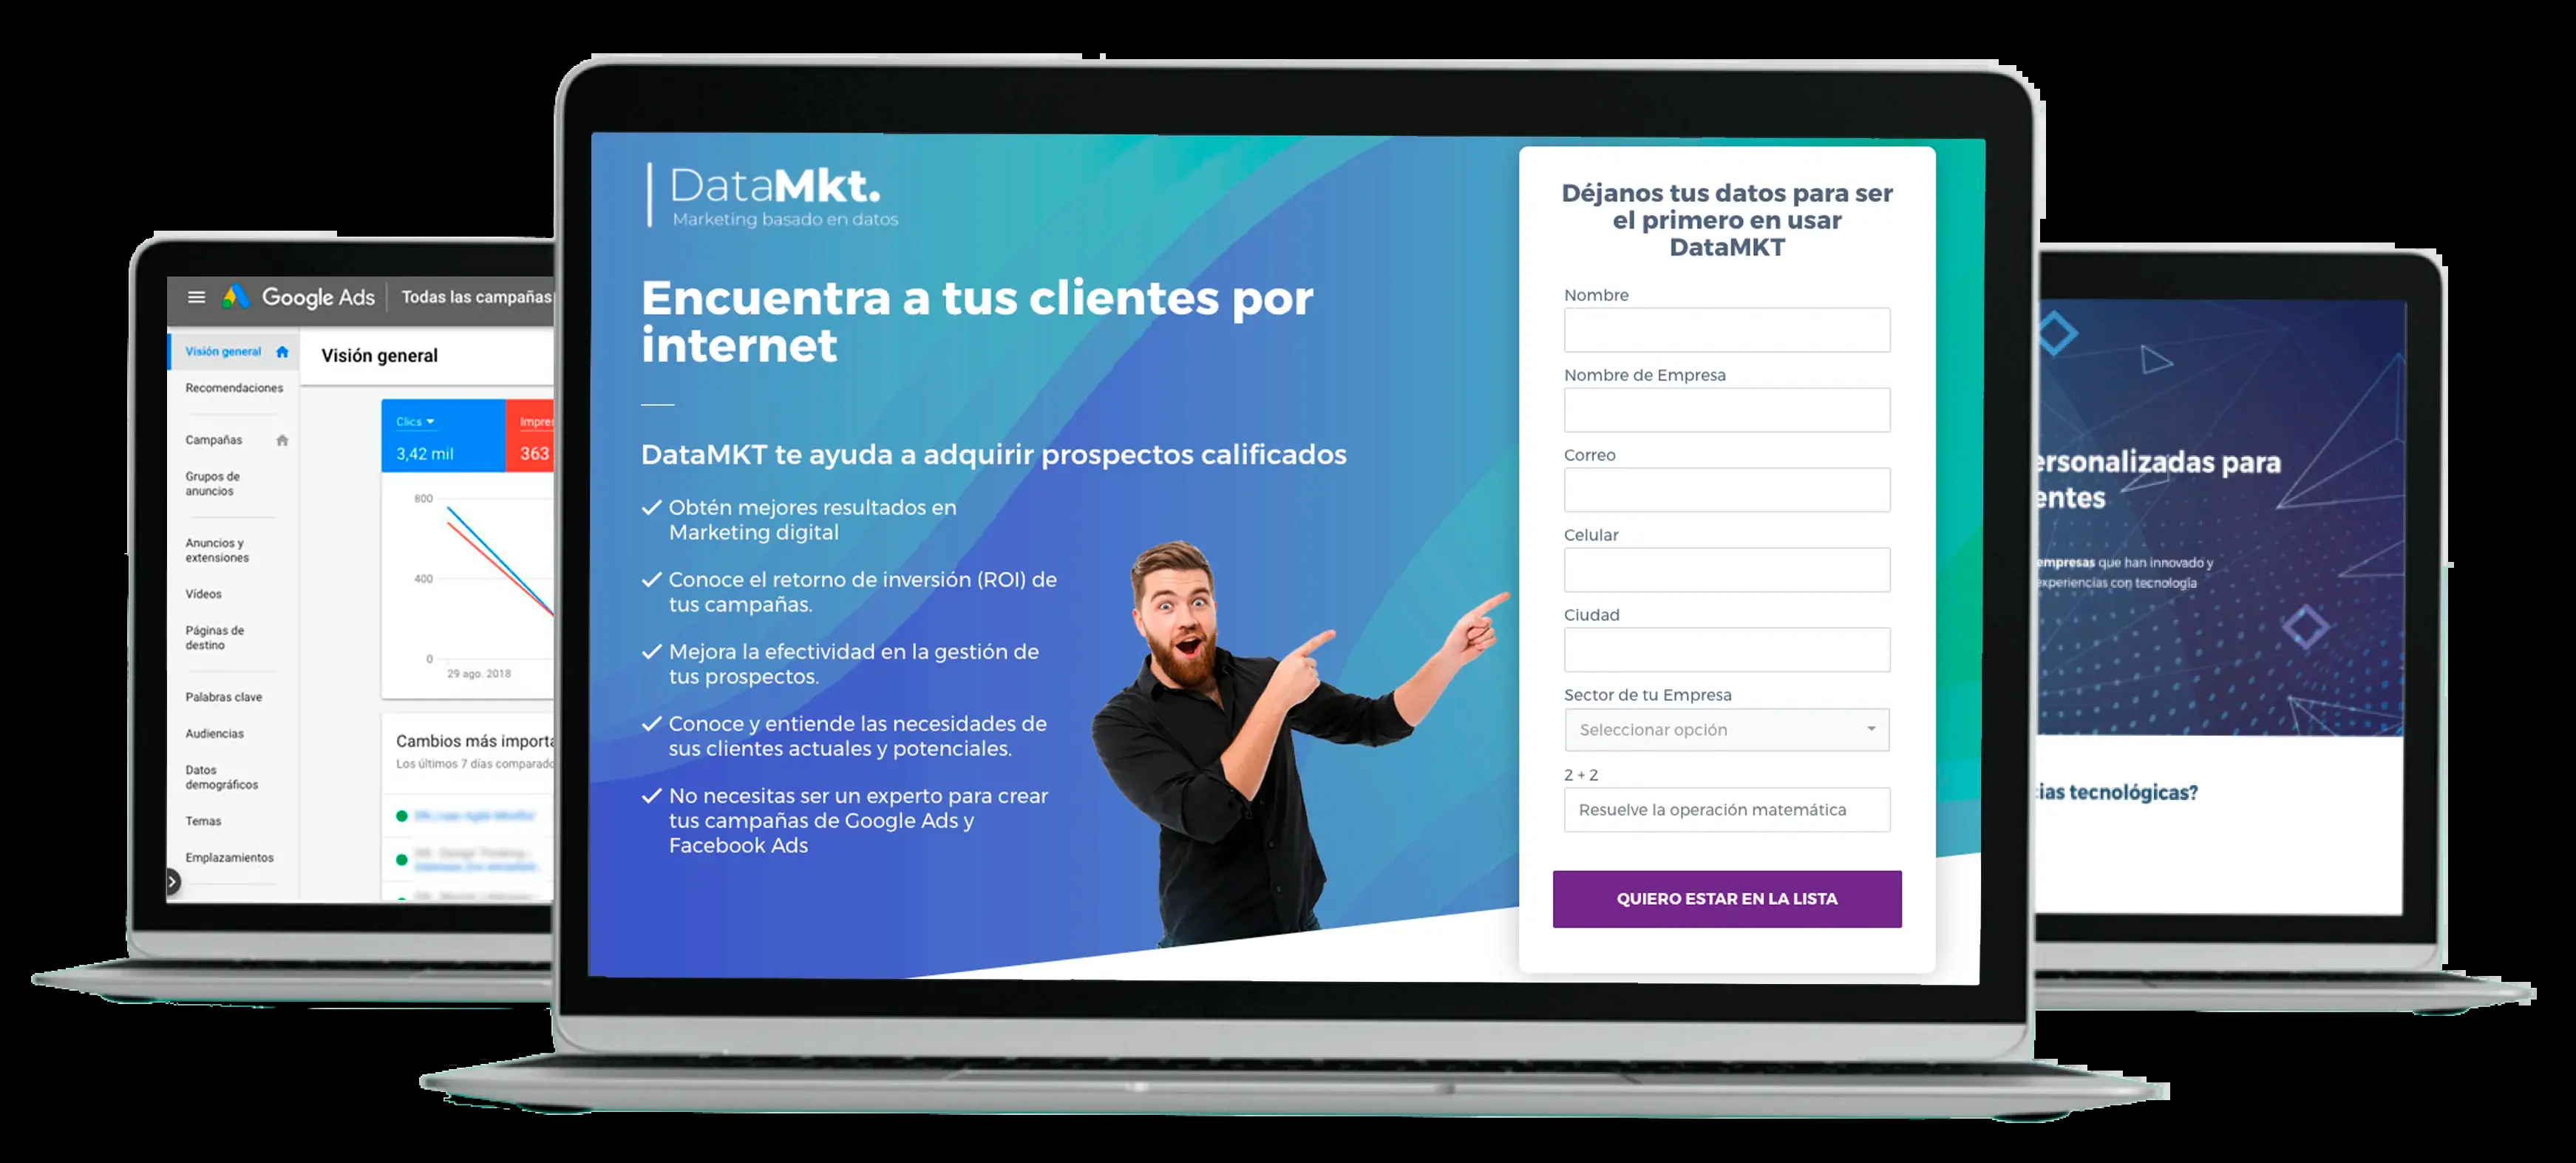 Google Ads
Todas las campañas
Visión general
Recomendaciones
Campañas
Grupos de
anuncios
Anuncios y
extensiones
Vídeos
Páginas de
destino
Palabras clave
Audiencias
Datos
demográficos
Temas
Emplazamientos
Visión general
Clics
3,42 mil
363
800
400
0
29 ago. 2018
Cambios más
Los últimos 7 días
DataMkt.
Marketing basado en datos
Encuentra a tus clientes por
internet
DataMKT te ayuda a adquirir prospectos calificados
Obtén mejores resultados en
Marketing digital
Conoce el retorno de inversión (ROI) de
tus campañas.
Mejora la efectividad en la gestión de
tus prospectos.
Conoce y entiende las necesidades de
sus clientes actuales y potenciales.
No necesitas ser un experto para crear
tus campañas de Google Ads y
Facebook Ads
Déjanos tus datos para ser
el primero en usar
DataMKT
Nombre
Nombre de Empresa
Correo
Celular
Ciudad
Sector de tu Empresa
Seleccionar opción
2 + 2
Resuelve la operación matemática
QUIERO ESTAR EN LA LISTA
ersonalizadas para
entes
empresas que han innovado y
experiencias con tecnología
tecnológicas?